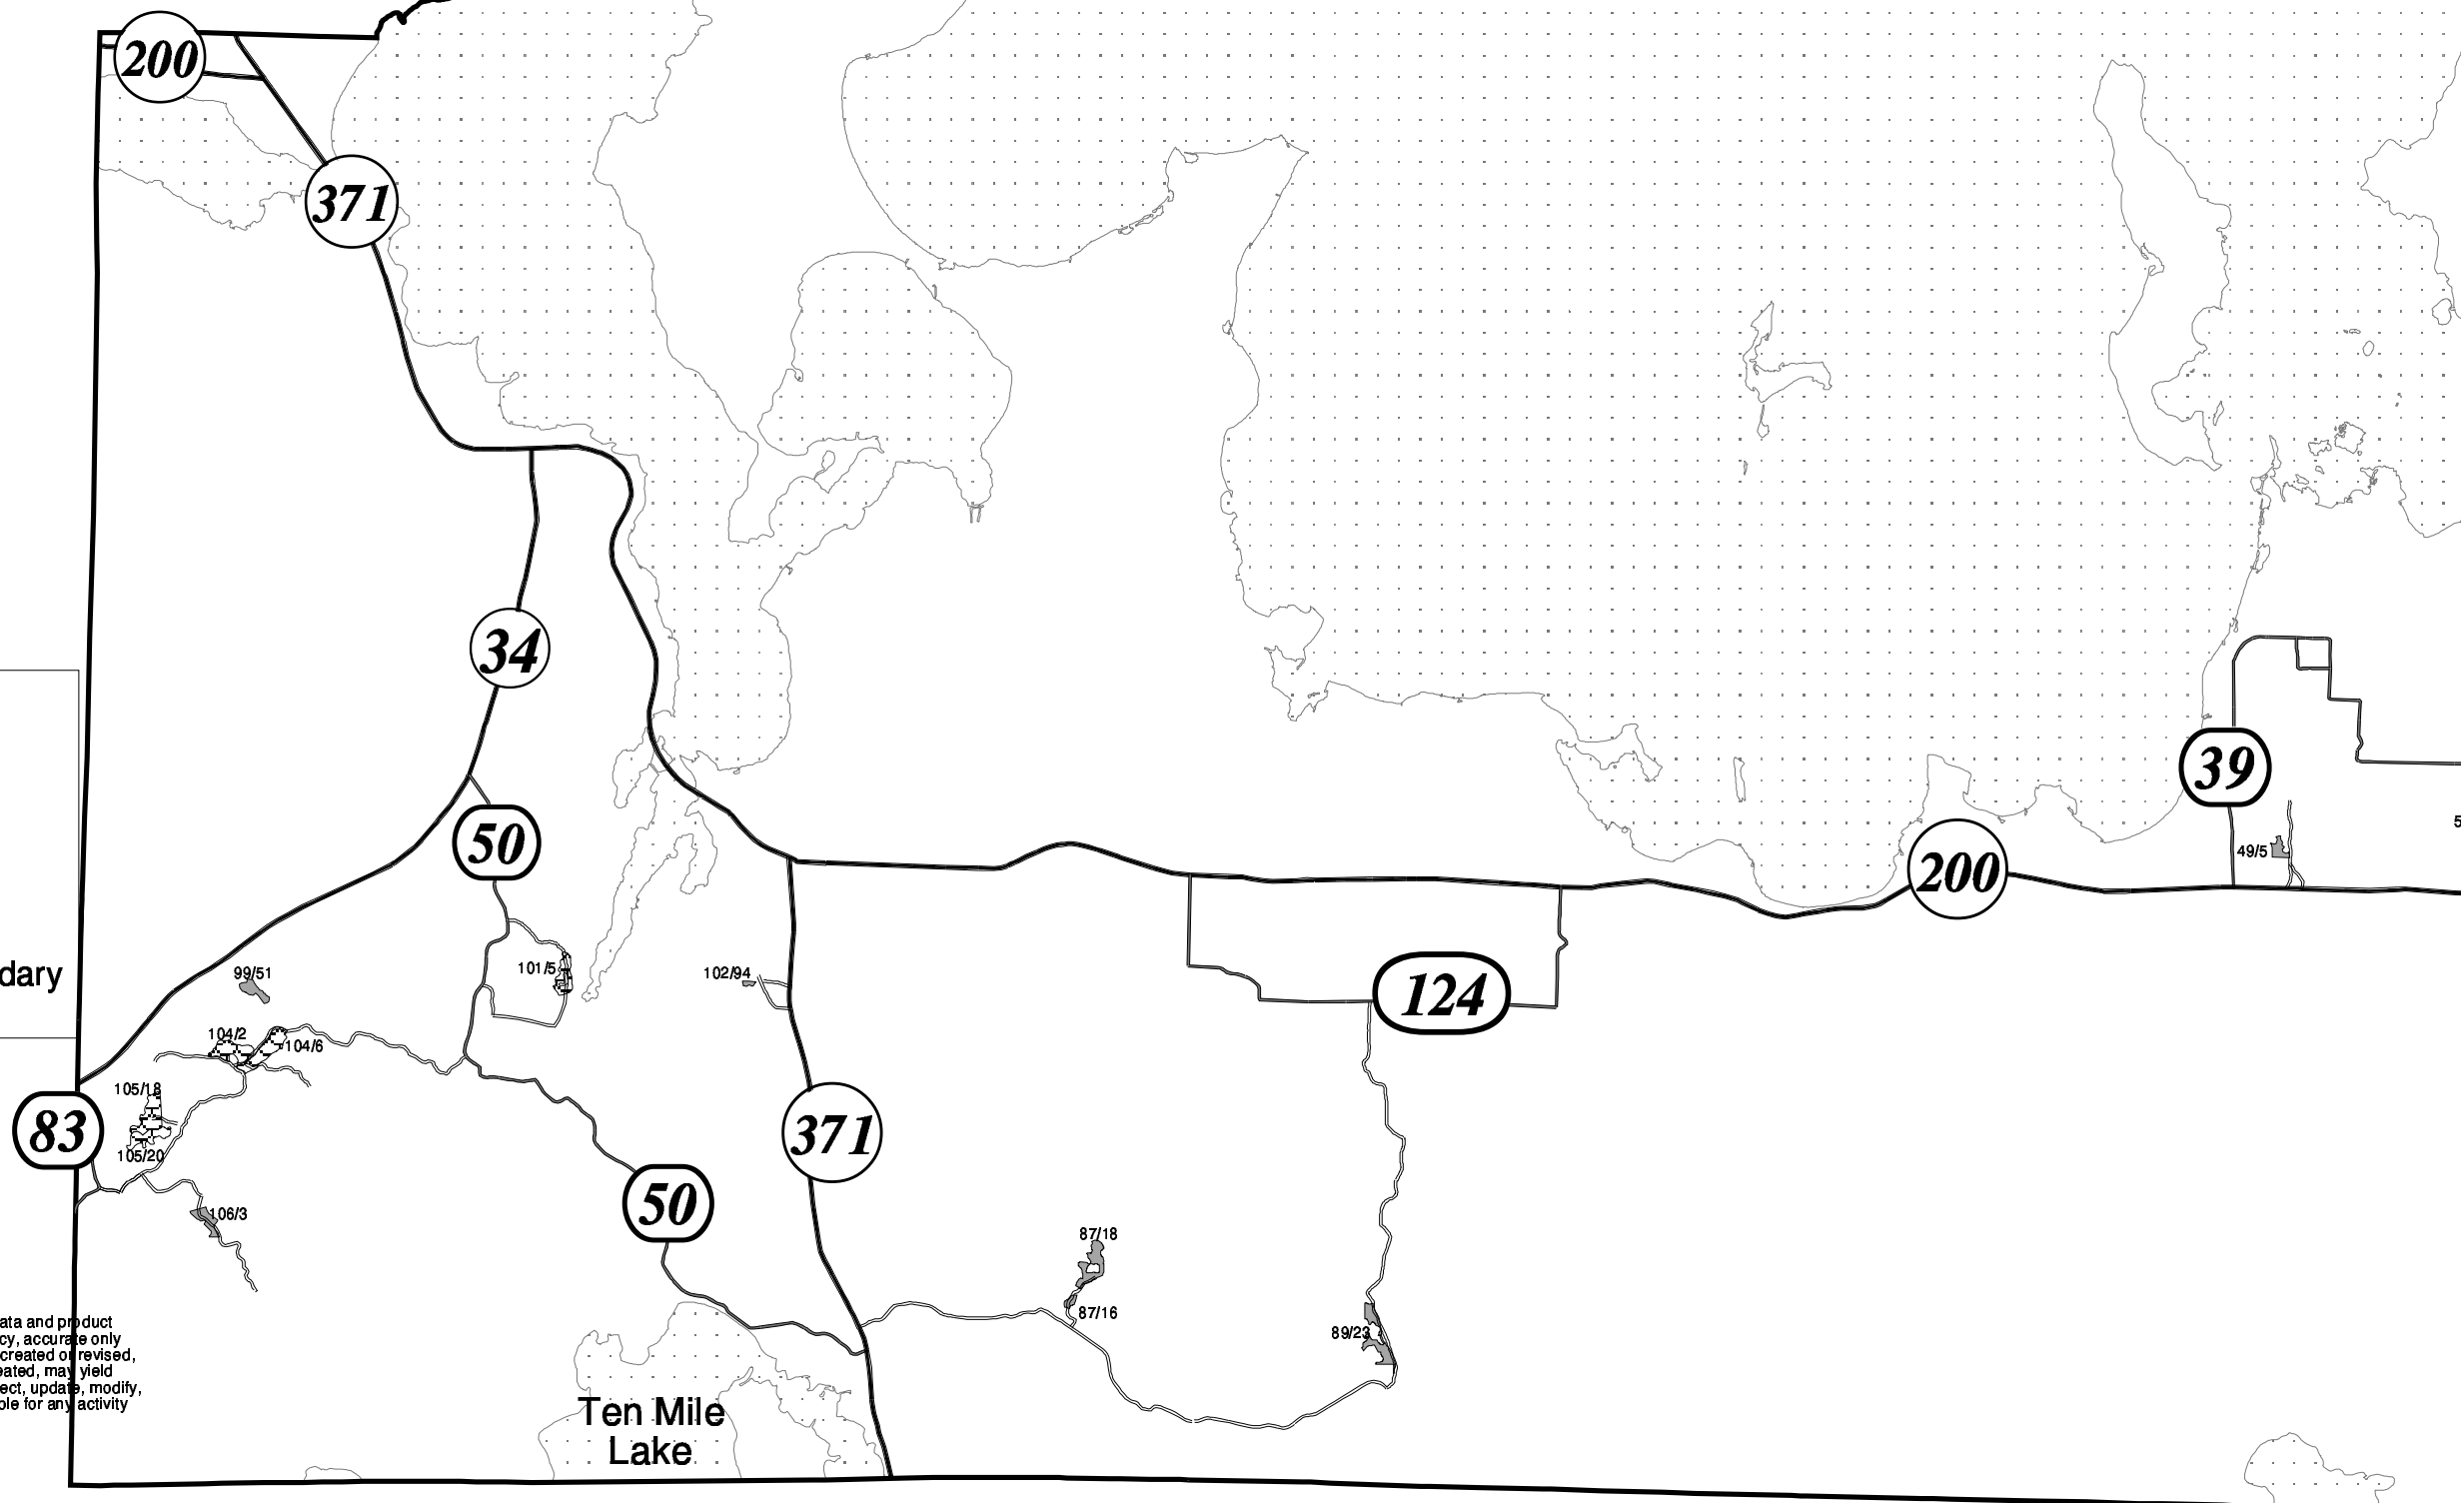 200
371
34
39
5
50
49/5
200
dary
99/51
101/5
102/94
124
104/2
104/6
105/18
83
371
105/20
50
106/3
87/18
87/16
ata and product
cy, accurate only
created or revised,
eated, may yield
ect, update, modify,
ble for any activity
89/23
Ten Mile
Lake